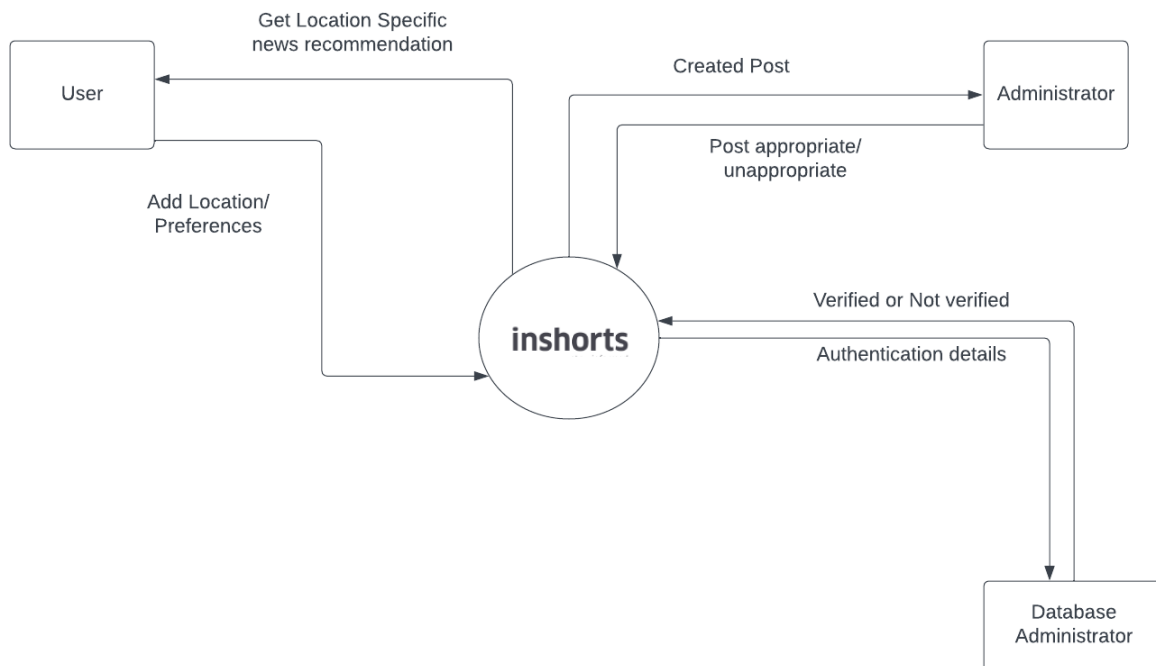 Get Location Specific
news recommendation
User
Created Post
Administrator
Post appropriate/
unappropriate
Add Location/
Preferences
inshorts
Verified or Not verified
Authentication details
Database
Administrator